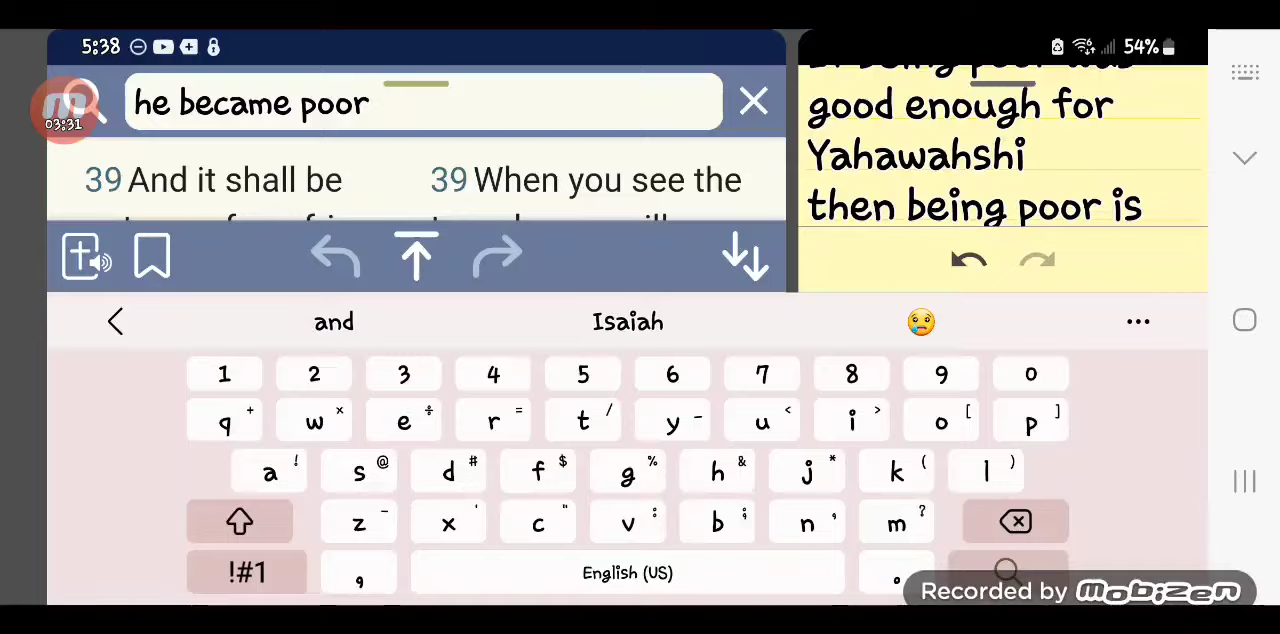 5:38
54%
he became poor
03:31
39 And it shall be
39 When you see the
good enough for
Yahawahshi
then being poor is
and Isaiah 😢 ...
1 2 3 4 5 6 7 8 9 0
q + w × e ÷ r = t / y - u < i > o [ p ]
a ! s @ d # f $ g % h & j * k ( l )
z - x ' c " v : b ; n , m ?
!#1 , English (US) .
Recorded by MOBIZEN